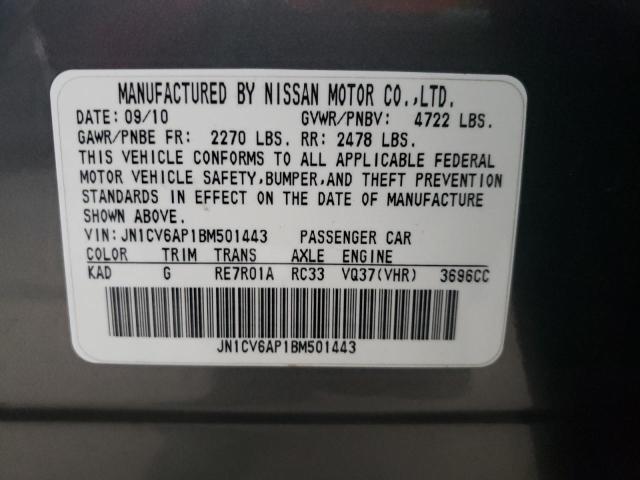 MANUFACTURED BY NISSAN MOTOR CO.,LTD.
DATE: 09/10 GVWR/PNBV: 4722 LBS.
GAWR/PNBE FR: 2270 LBS. RR: 2478 LBS.
THIS VEHICLE CONFORMS TO ALL APPLICABLE FEDERAL
MOTOR VEHICLE SAFETY,BUMPER,AND THEFT PREVENTION
STANDARDS IN EFFECT ON THE DATE OF MANUFACTURE
SHOWN ABOVE.
VIN:JN1CV6AP1BM501443 PASSENGER CAR
COLOR TRIM TRANS AXLE ENGINE
KAD G RE7R01A RC33 VQ37(VHR) 3696CC
JN1CV6AP1BM501443